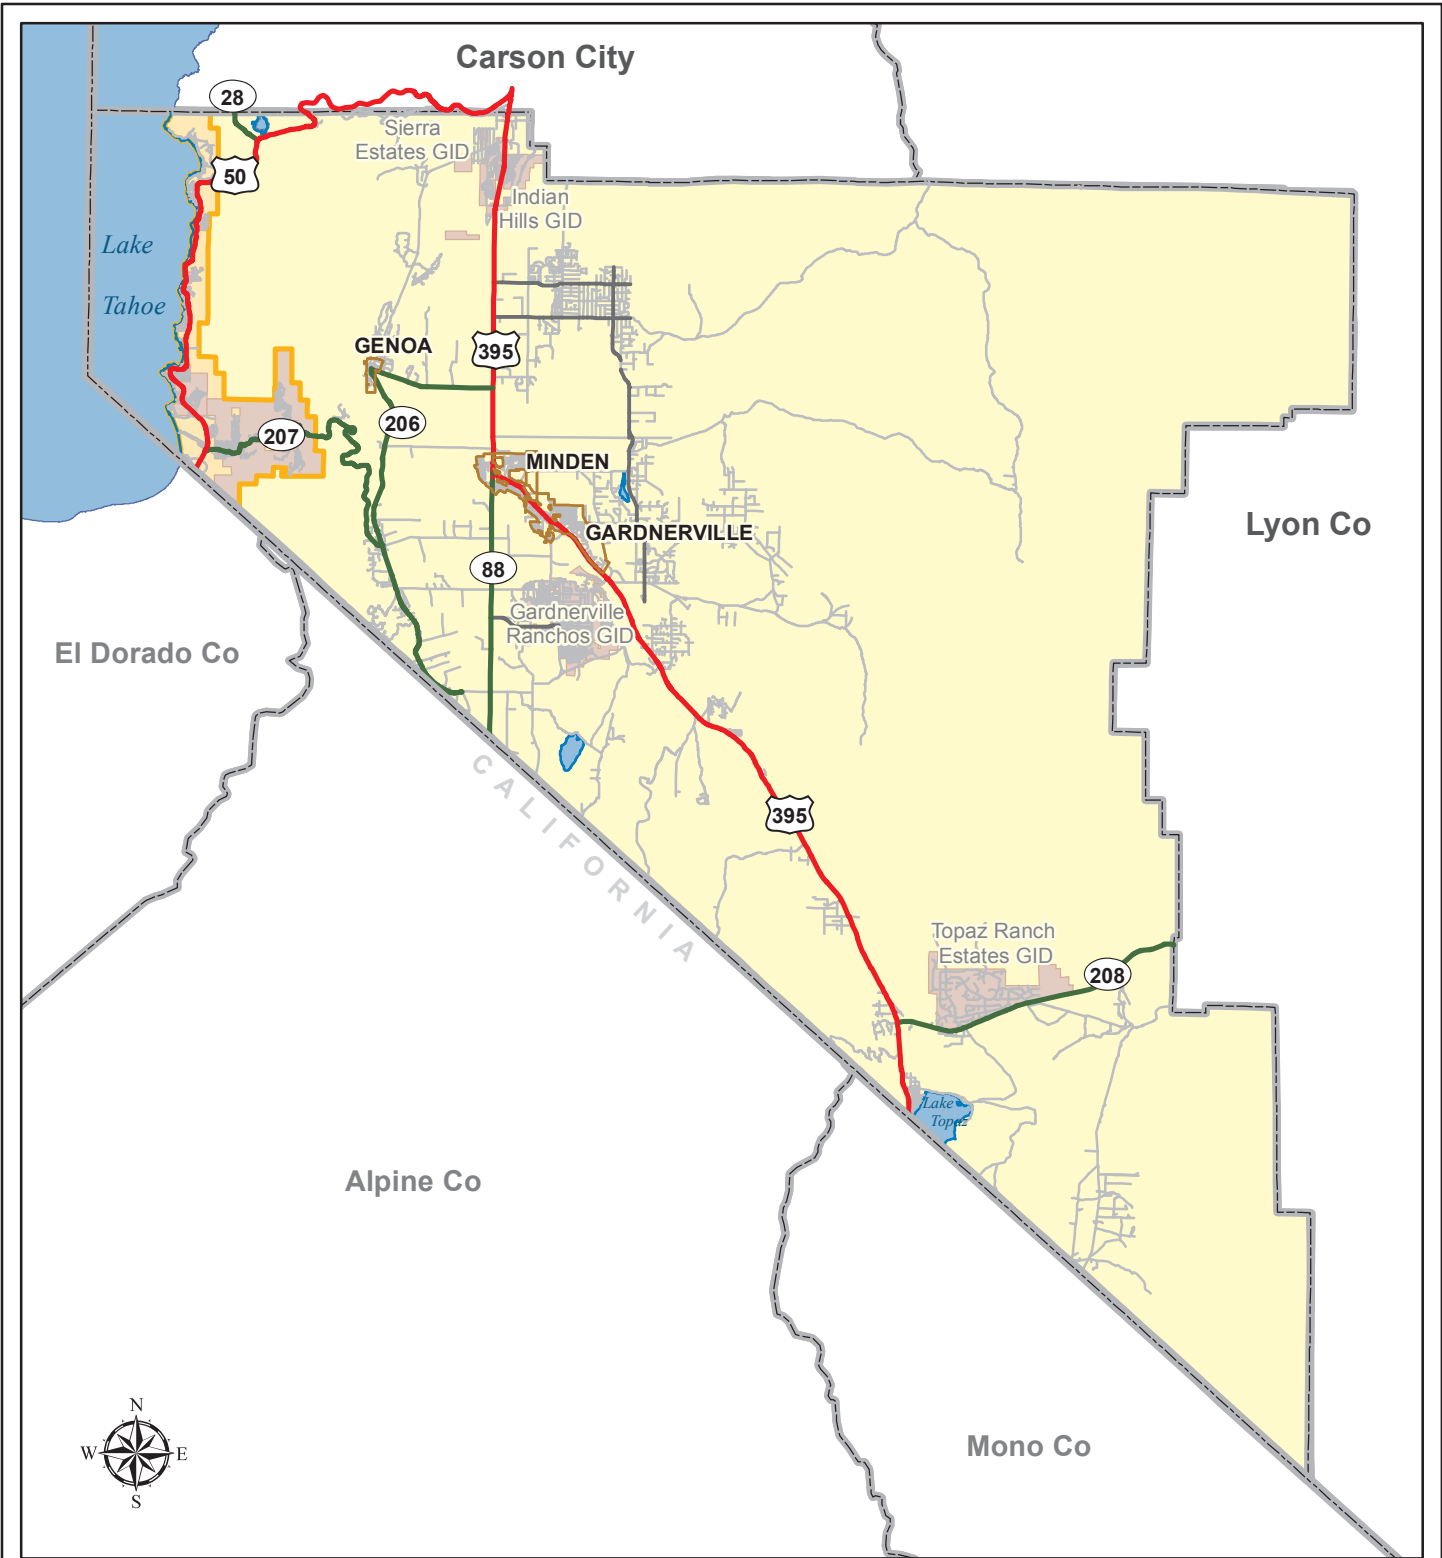 Carson City
28
Sierra
Estates GID
50
Indian
Hills GID
Lake
Tahoe
GENOA
395
206
207
MINDEN
GARDNERVILLE
Lyon Co
88
Gardnerville
Ranchos GID
El Dorado Co
CALIFORNIA
395
Topaz Ranch
Estates GID
208
Lake
Topaz
Alpine Co
Mono Co
N
W
E
S